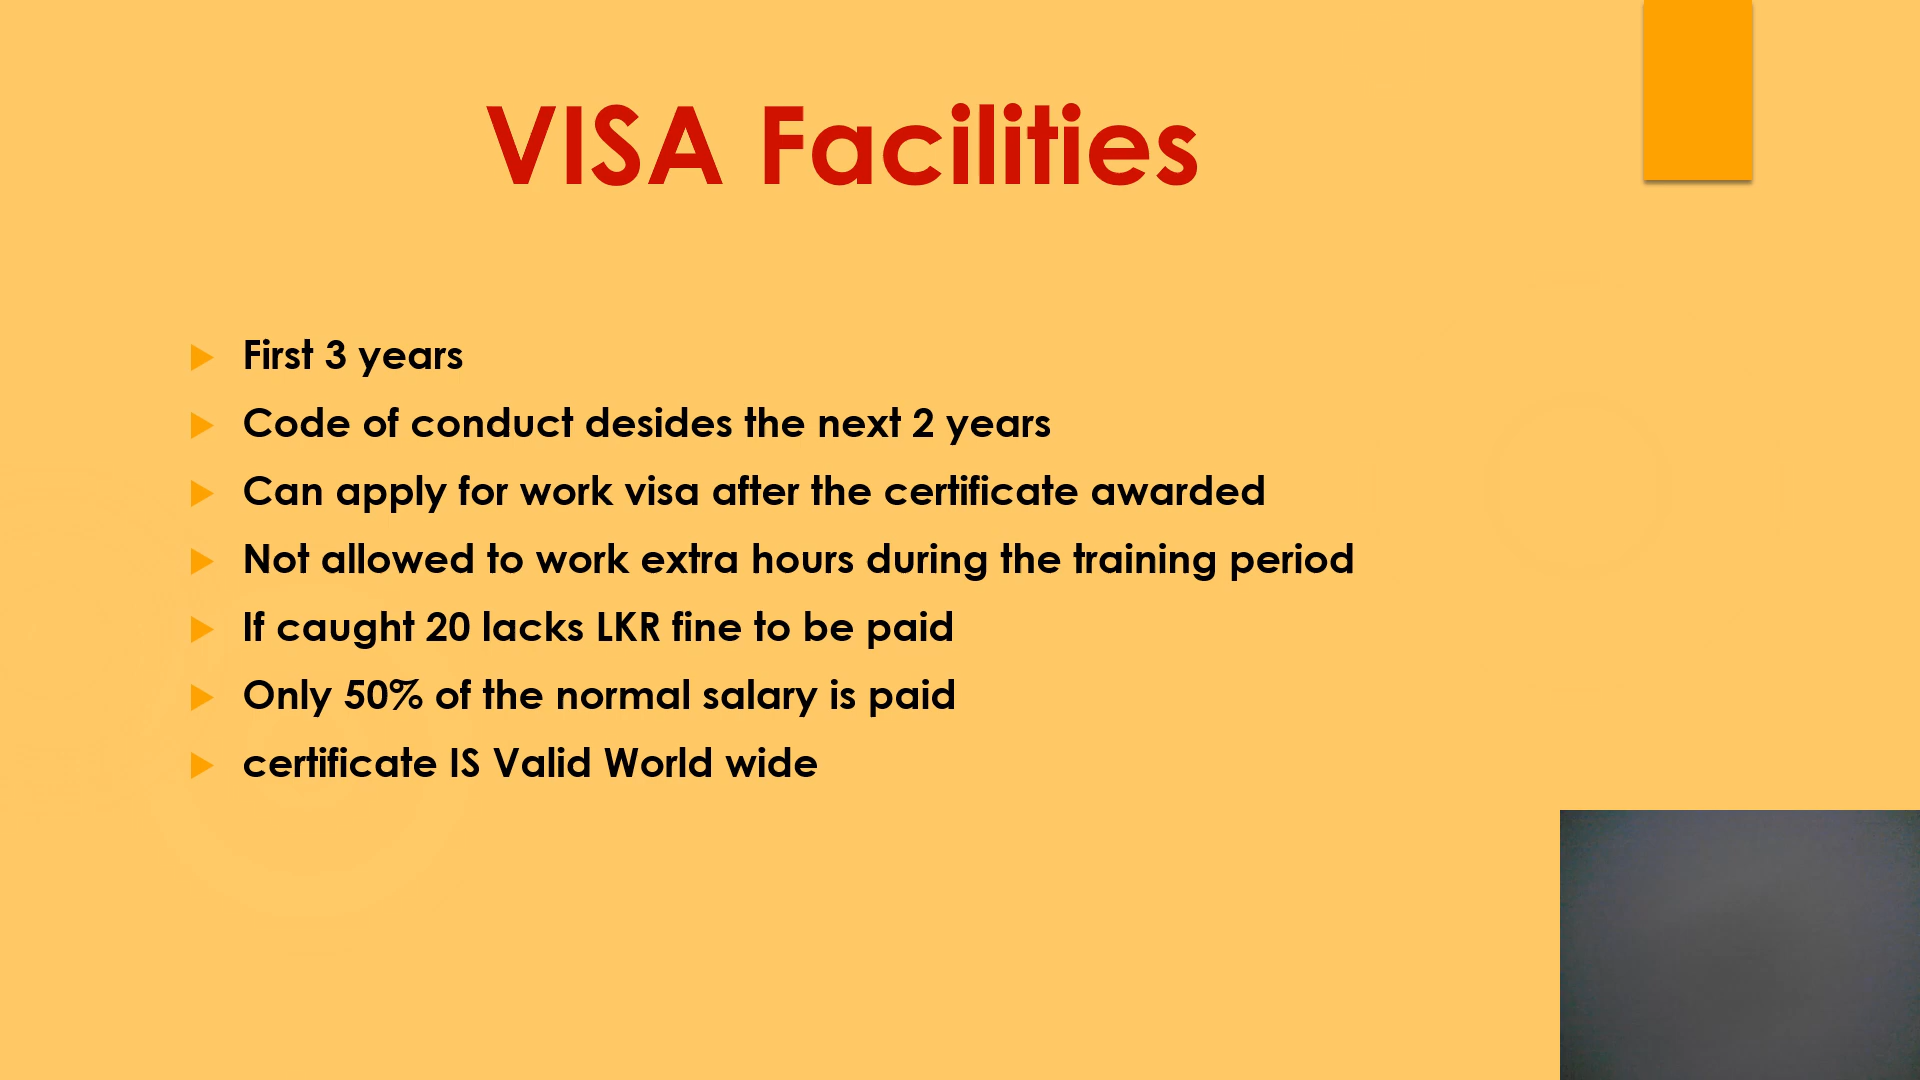 VISA Facilities
First 3 years
Code of conduct desides the next 2 years
Can apply for work visa after the certificate awarded
Not allowed to work extra hours during the training period
If caught 20 lacks LKR fine to be paid
Only 50% of the normal salary is paid
certificate IS Valid World wide